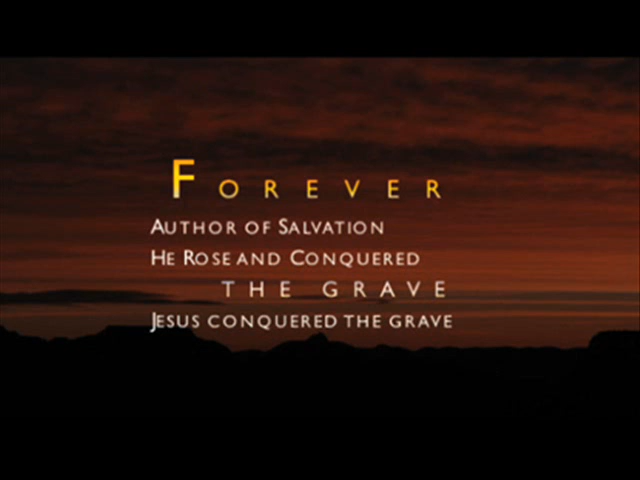 Forever
Author of Salvation
He Rose and Conquered
THE GRAVE
Jesus conquered the grave